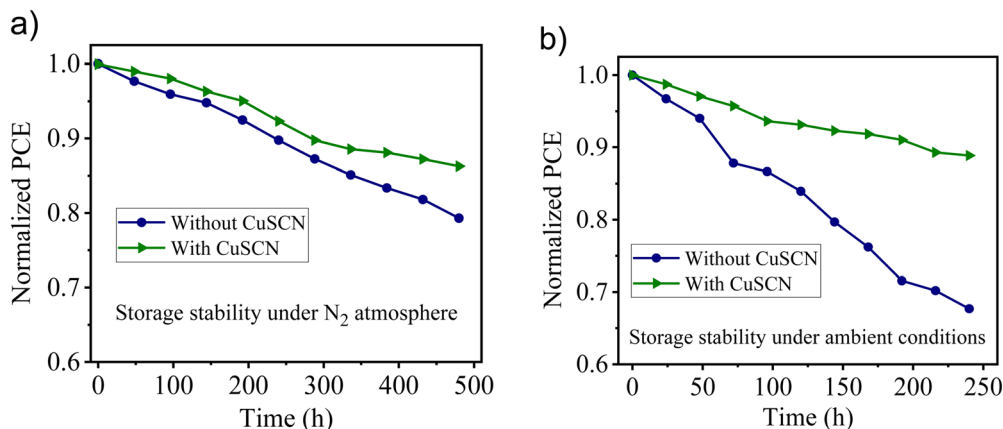 a)
Normalized PCE
1.0
0.9
0.8
0.7
0.6
Without CuSCN
With CuSCN
Storage stability under N₂ atmosphere
0 100 200 300 400 500
Time (h)
b)
Normalized PCE
1.0
0.9
0.8
0.7
0.6
Without CuSCN
With CuSCN
Storage stability under ambient conditions
0 50 100 150 200 250
Time (h)